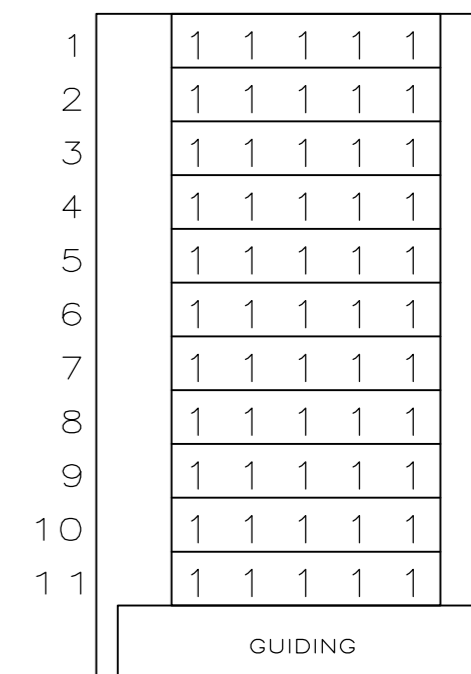 1 1 1 1 1 1
2 1 1 1 1 1
3 1 1 1 1 1
4 1 1 1 1 1
5 1 1 1 1 1
6 1 1 1 1 1
7 1 1 1 1 1
8 1 1 1 1 1
9 1 1 1 1 1
10 1 1 1 1 1
11 1 1 1 1 1
GUIDING